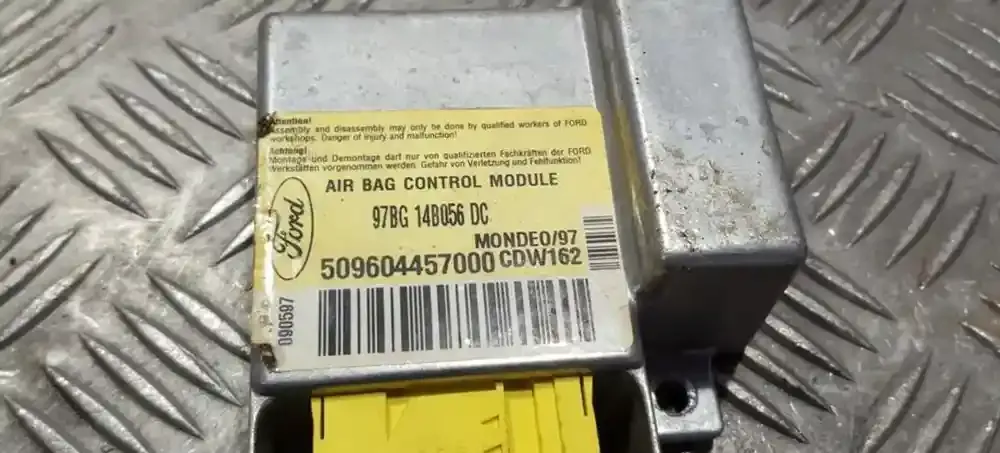 Attention!
Assembly and disassembly may only be done by qualified workers of FORD
workshops. Danger of injury and malfunction!
Achtung!
Montage und Demontage darf nur von qualifizierten Fachkräften der FORD
Werkstätten vorgenommen werden. Gefahr von Verletzung und Fehlfunktion!
AIR BAG CONTROL MODULE
Ford
97BG 14B056 DC
MONDEO/97
509604457000 CDW162
090597